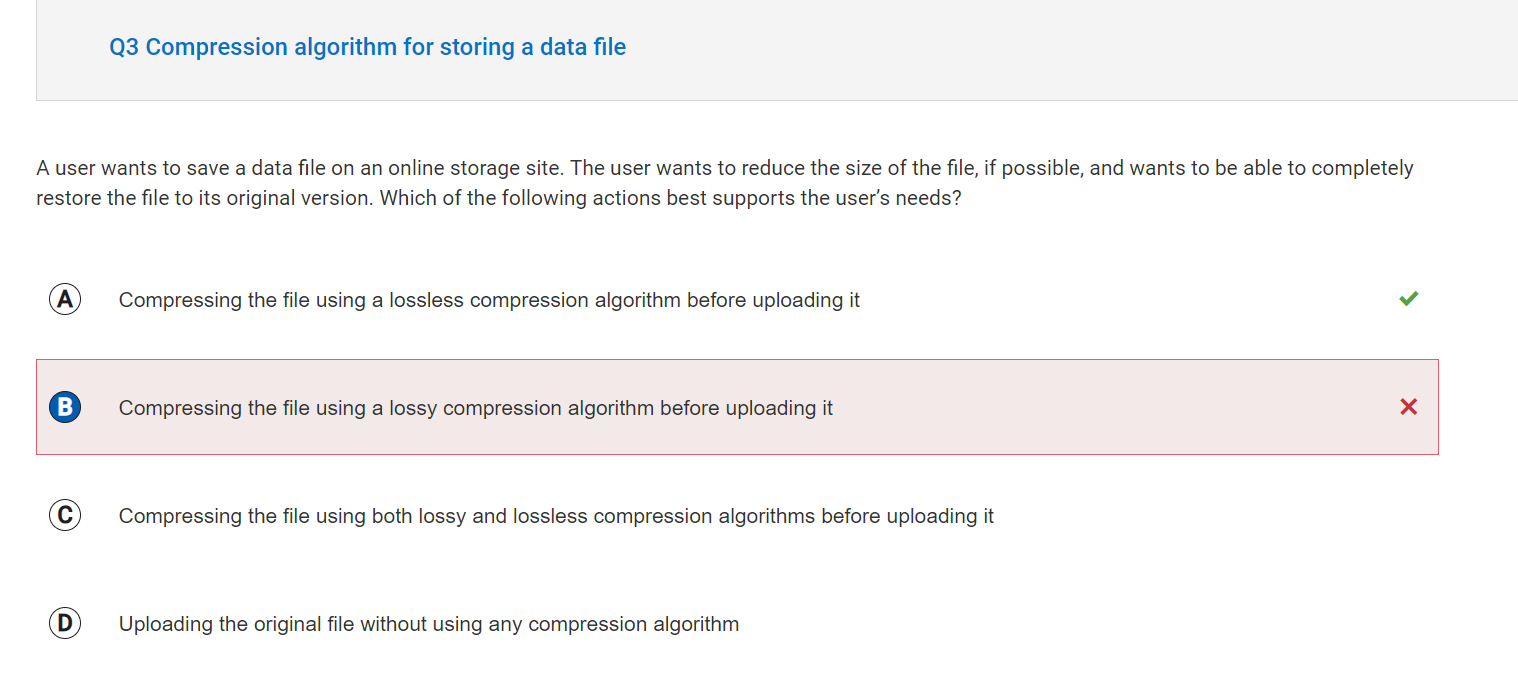 Q3 Compression algorithm for storing a data file
A user wants to save a data file on an online storage site. The user wants to reduce the size of the file, if possible, and wants to be able to completely
restore the file to its original version. Which of the following actions best supports the user’s needs?
A Compressing the file using a lossless compression algorithm before uploading it
B Compressing the file using a lossy compression algorithm before uploading it
C Compressing the file using both lossy and lossless compression algorithms before uploading it
D Uploading the original file without using any compression algorithm